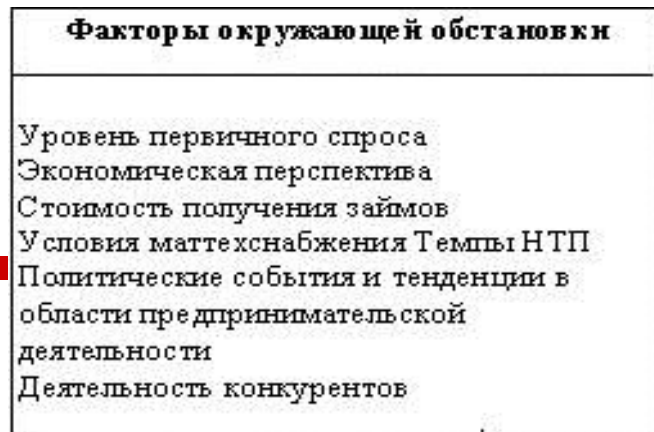 Факторы окружающей обстановки
Уровень первичного спроса
Экономическая перспектива
Стоимость получения займов
Условия маттехснабжения Темпы НТП
Политические события и тенденции в
области предпринимательской
деятельности
Деятельность конкурентов